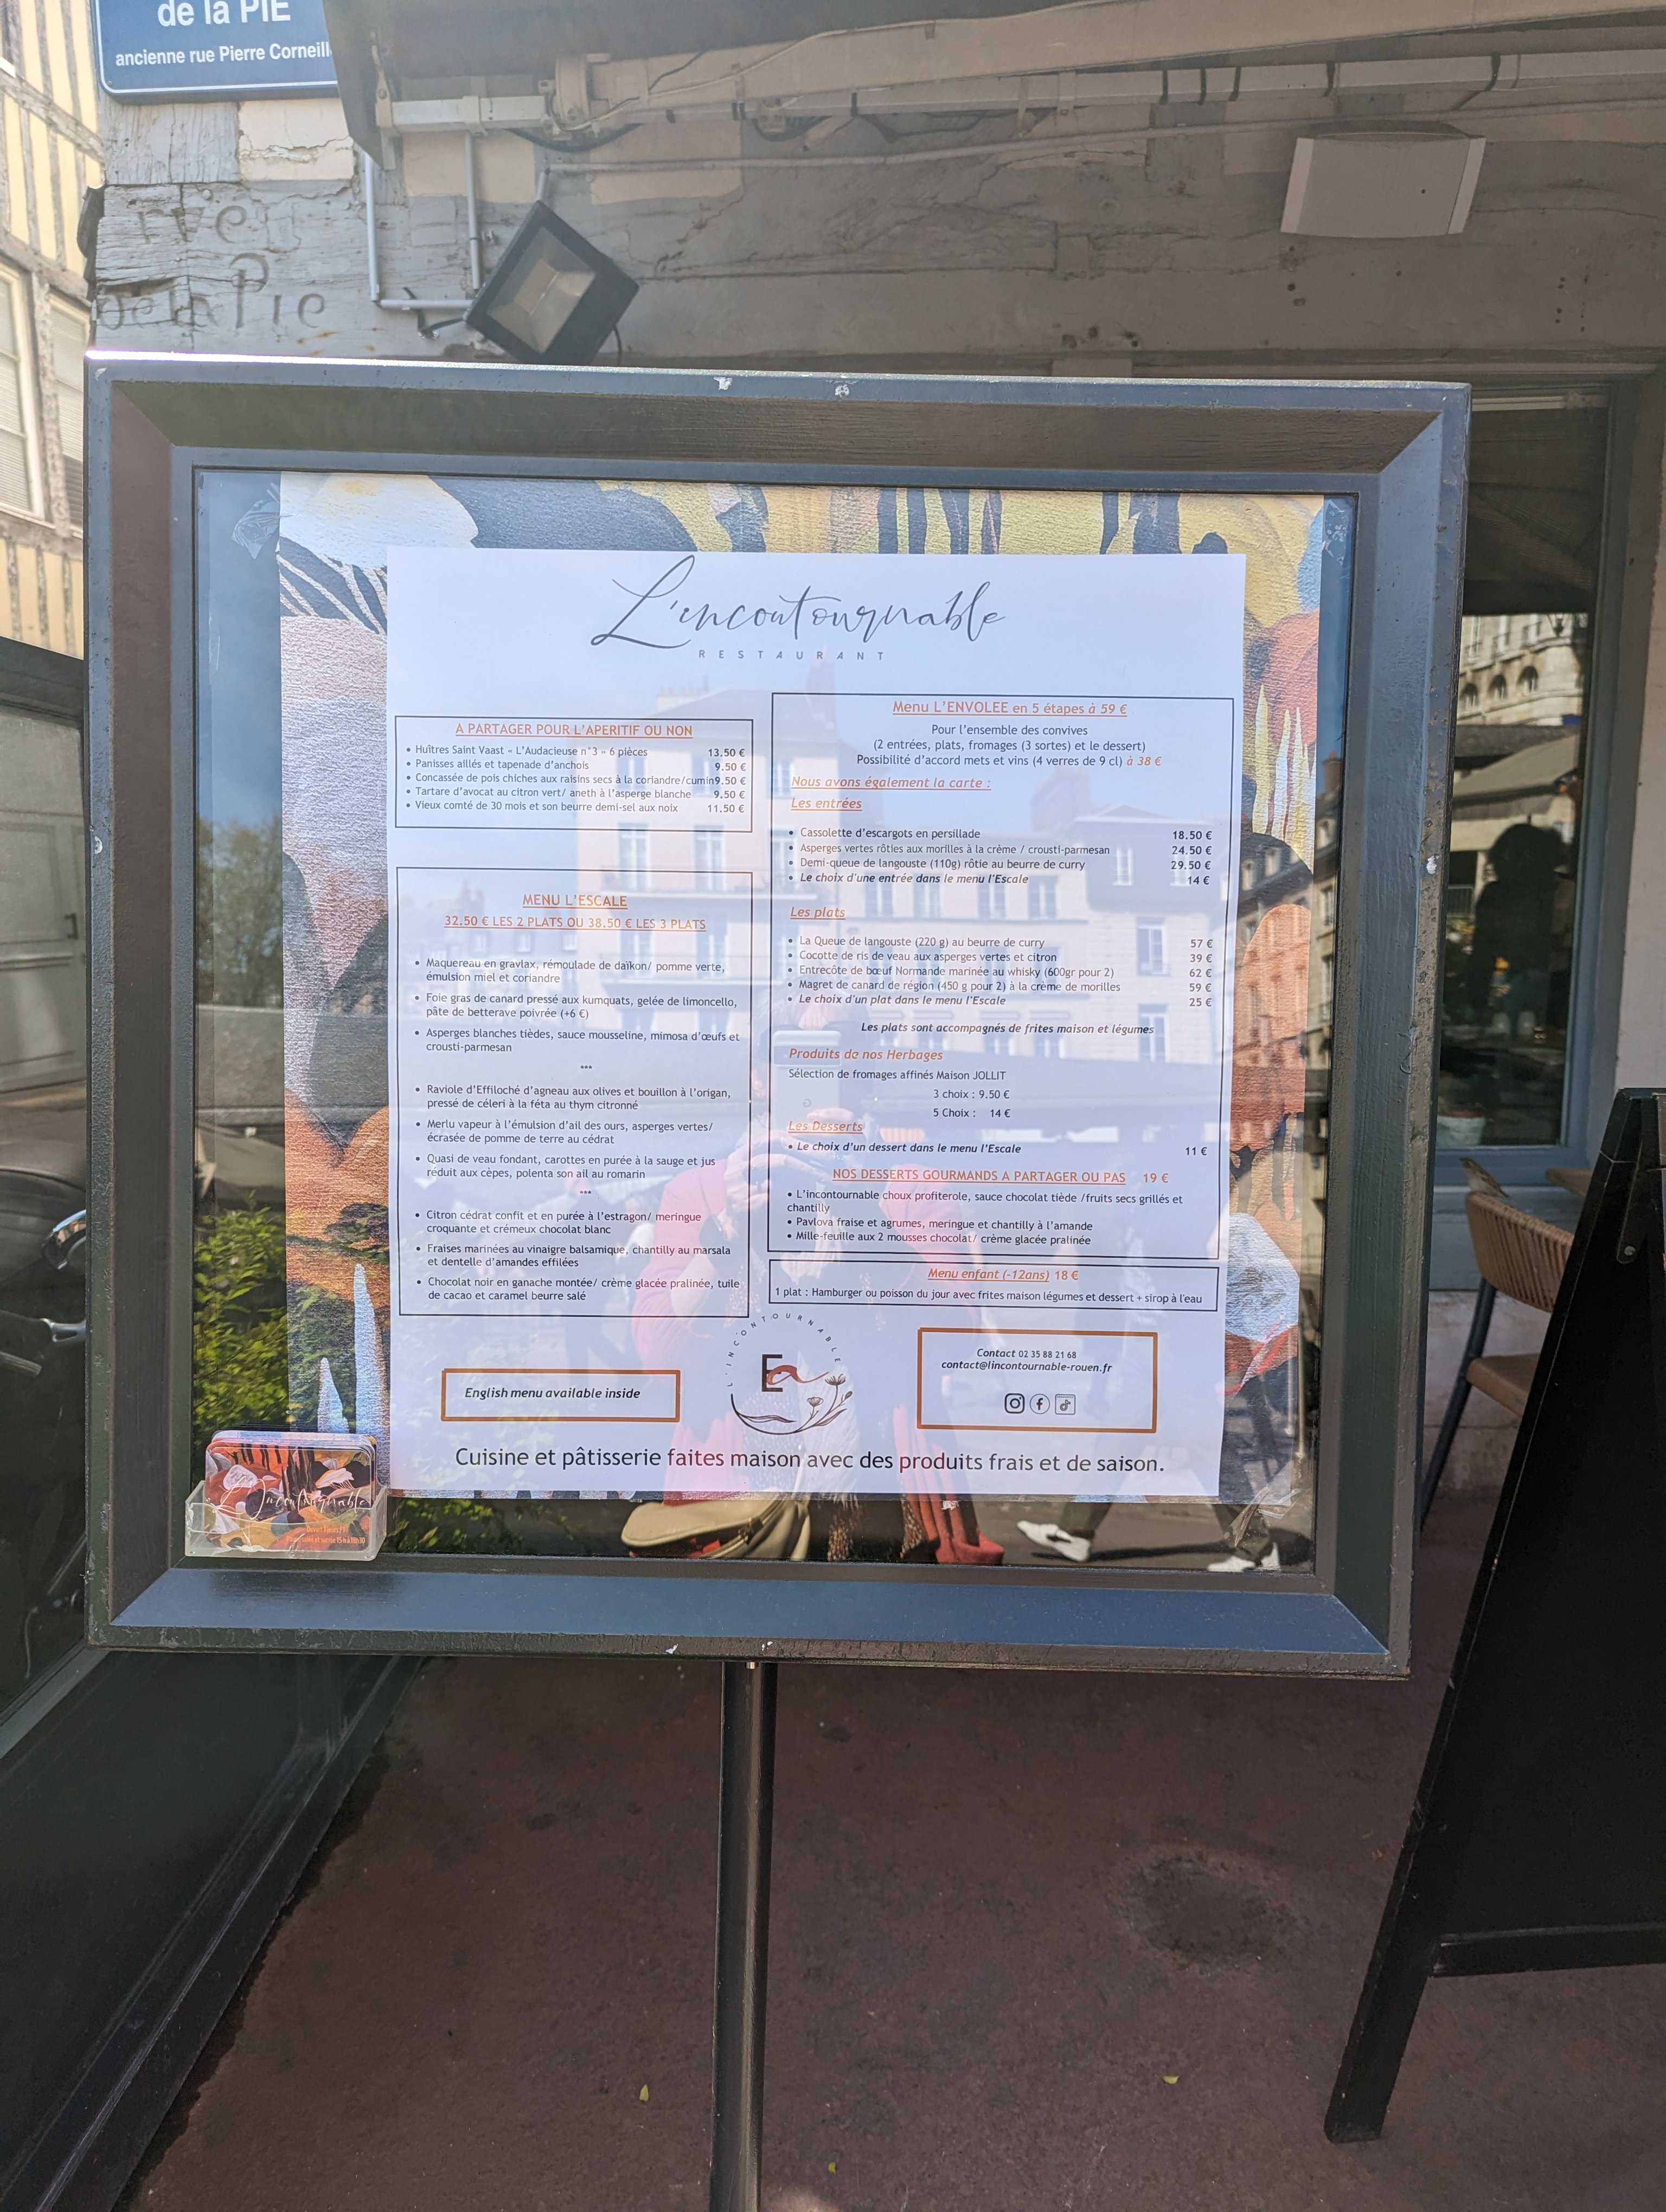 de la PIE
ancienne rue Pierre Corneill
rue
de la Pie
L'incontournable
RESTAURANT
A PARTAGER POUR L'APERITIF OU NON
• Huîtres Saint Vaast « L'Audacieuse n°3 » 6 pièces 13,50 €
• Panisses aillés et tapenade d'anchois 9.50 €
• Concassée de pois chiches aux raisins secs à la coriandre/cumin 9.50 €
• Tartare d'avocat au citron vert/ aneth à l'asperge blanche 9.50 €
• Vieux comté de 30 mois et son beurre demi-sel aux noix 11.50 €
MENU L'ESCALE
32.50 € LES 2 PLATS OU 38.50 € LES 3 PLATS
• Maquereau en gravlax, rémoulade de daïkon/ pomme verte,
émulsion miel et coriandre
• Foie gras de canard pressé aux kumquats, gelée de limoncello,
pâte de betterave poivrée (+6 €)
• Asperges blanches tièdes, sauce mousseline, mimosa d'œufs et
crousti-parmesan
***
• Raviole d'Effiloché d'agneau aux olives et bouillon à l'origan,
pressé de céleri à la féta au thym citronné
• Merlu vapeur à l'émulsion d'ail des ours, asperges vertes/
écrasée de pomme de terre au cédrat
• Quasi de veau fondant, carottes en purée à la sauge et jus
réduit aux cèpes, polenta son ail au romarin
***
• Citron cédrat confit et en purée à l'estragon/ meringue
croquante et crémeux chocolat blanc
• Fraises marinées au vinaigre balsamique, chantilly au marsala
et dentelle d'amandes effilées
• Chocolat noir en ganache montée/ crème glacée pralinée, tuile
de cacao et caramel beurre salé
Menu L'ENVOLEE en 5 étapes à 59 €
Pour l'ensemble des convives
(2 entrées, plats, fromages (3 sortes) et le dessert)
Possibilité d'accord mets et vins (4 verres de 9 cl) à 38 €
Nous avons également la carte :
Les entrées
• Cassolette d'escargots en persillade 18.50 €
• Asperges vertes rôties aux morilles à la crème / crousti-parmesan 24.50 €
• Demi-queue de langouste (110g) rôtie au beurre de curry 29.50 €
• Le choix d'une entrée dans le menu l'Escale 14 €
Les plats
• La Queue de langouste (220 g) au beurre de curry 57 €
• Cocotte de ris de veau aux asperges vertes et citron 39 €
• Entrecôte de bœuf Normande marinée au whisky (600gr pour 2) 62 €
• Magret de canard de région (450 g pour 2) à la crème de morilles 59 €
• Le choix d'un plat dans le menu l'Escale 25 €
Les plats sont accompagnés de frites maison et légumes
Produits de nos Herbages
Sélection de fromages affinés Maison JOLLIT
3 choix : 9.50 €
5 Choix : 14 €
Les Desserts
• Le choix d'un dessert dans le menu l'Escale 11 €
NOS DESSERTS GOURMANDS A PARTAGER OU PAS 19 €
• L'incontournable choux profiterole, sauce chocolat tiède /fruits secs grillés et
chantilly
• Pavlova fraise et agrumes, meringue et chantilly à l'amande
• Mille-feuille aux 2 mousses chocolat/ crème glacée pralinée
Menu enfant (-12ans) 18 €
1 plat : Hamburger ou poisson du jour avec frites maison légumes et dessert + sirop à l'eau
English menu available inside
L'INCONTOURNABLE
E
Contact 02 35 88 21 68
contact@lincontournable-rouen.fr
Cuisine et pâtisserie faites maison avec des produits frais et de saison.
L'Incontournable